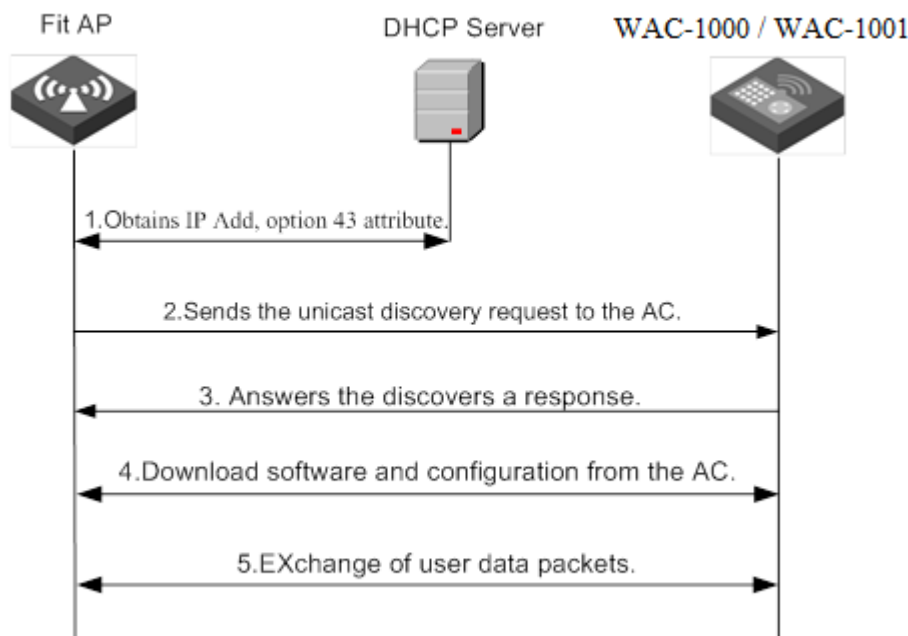 Fit AP
DHCP Server
WAC-1000 / WAC-1001
1.Obtains IP Add, option 43 attribute.
2.Sends the unicast discovery request to the AC.
3. Answers the discovers a response.
4.Download software and configuration from the AC.
5.EXchange of user data packets.